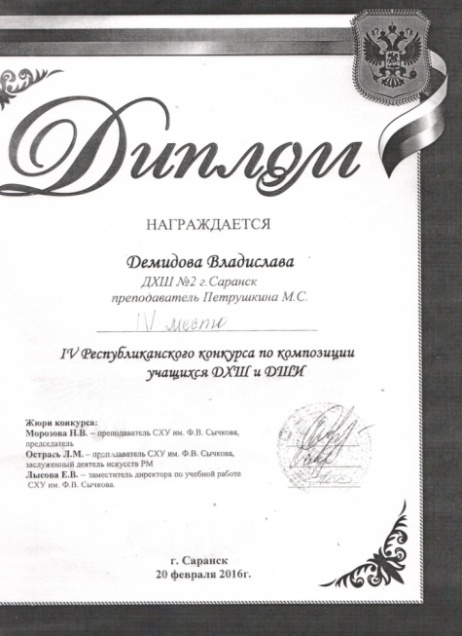 Диплом
НАГРАЖДАЕТСЯ
Демидова Владислава
ДХШ №2 г.Саранск
преподаватель Петрушкина М.С.
IV место
IV Республиканского конкурса по композиции
учащихся ДХШ и ДШИ
Жюри конкурса:
Морозова Н.В. – преподаватель СХУ им. Ф.В. Сычкова,
председатель
Острась Л.М. – преподаватель СХУ им. Ф.В. Сычкова,
заслуженный деятель искусств РМ
Лысова Е.В. – заместитель директора по учебной работе
СХУ им. Ф.В. Сычкова.
г. Саранск
20 февраля 2016г.